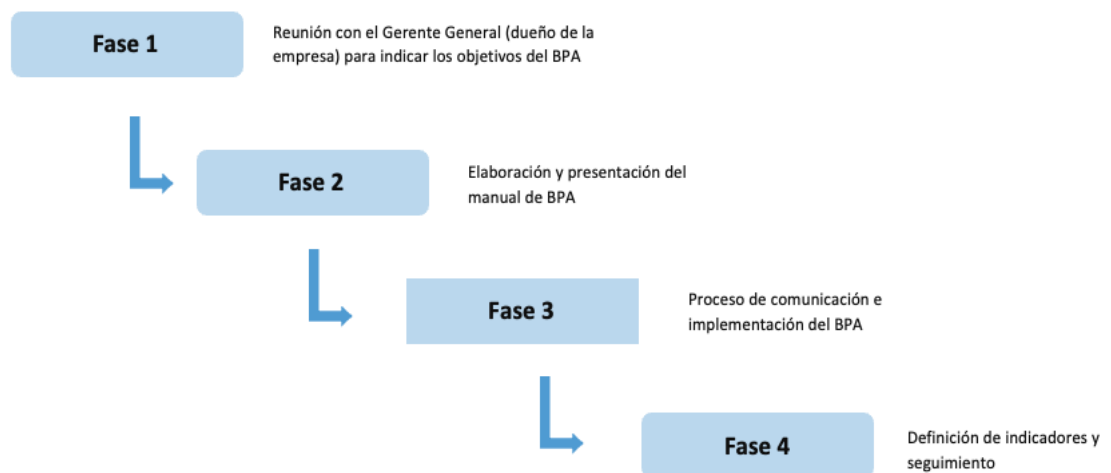 Fase 1
Reunión con el Gerente General (dueño de la
empresa) para indicar los objetivos del BPA
Fase 2
Elaboración y presentación del
manual de BPA
Fase 3
Proceso de comunicación e
implementación del BPA
Fase 4
Definición de indicadores y
seguimiento